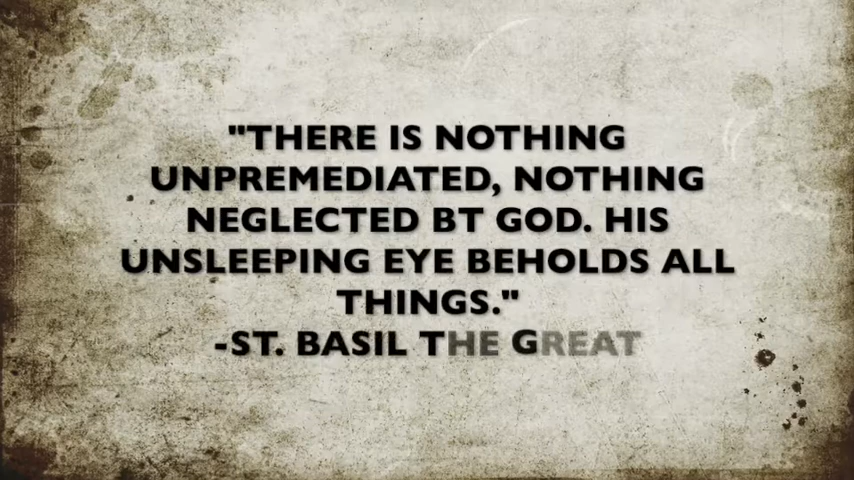 "THERE IS NOTHING
UNPREMEDIATED, NOTHING
NEGLECTED BT GOD. HIS
UNSLEEPING EYE BEHOLDS ALL
THINGS."
-ST. BASIL THE GREAT